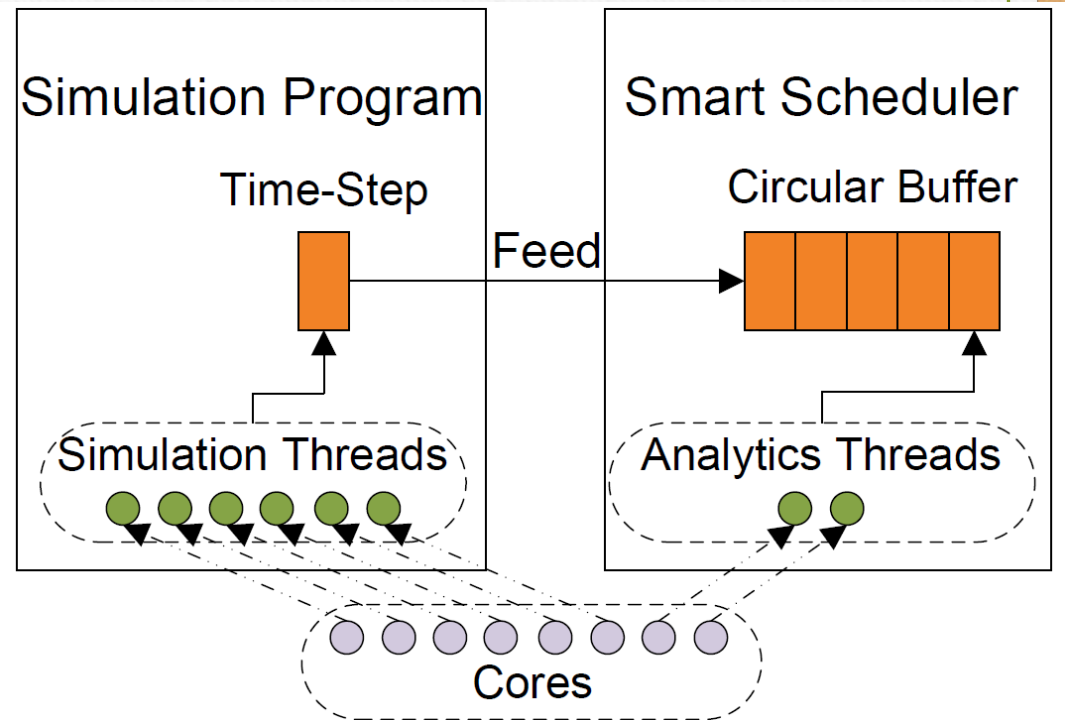 Simulation Program
Smart Scheduler
Time-Step
Circular Buffer
Feed
Simulation Threads
Analytics Threads
Cores